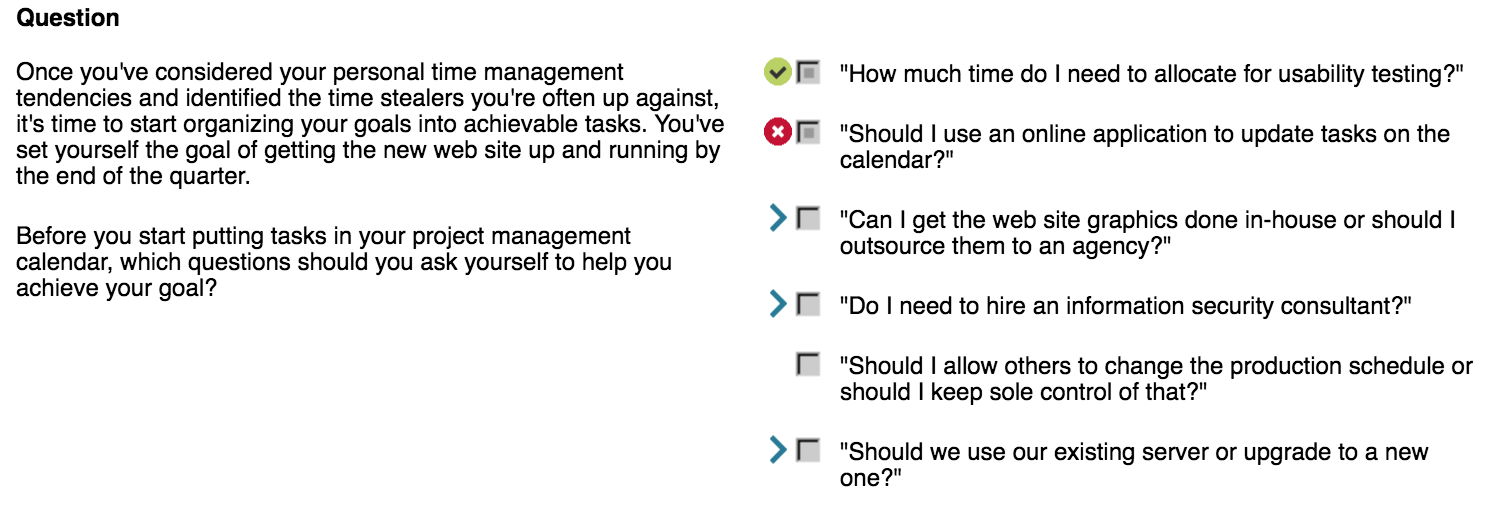 Question
Once you've considered your personal time management
tendencies and identified the time stealers you're often up against,
it's time to start organizing your goals into achievable tasks. You've
set yourself the goal of getting the new web site up and running by
the end of the quarter.
Before you start putting tasks in your project management
calendar, which questions should you ask yourself to help you
achieve your goal?
"How much time do I need to allocate for usability testing?"
"Should I use an online application to update tasks on the
calendar?"
"Can I get the web site graphics done in-house or should I
outsource them to an agency?"
"Do I need to hire an information security consultant?"
"Should I allow others to change the production schedule or
should I keep sole control of that?"
"Should we use our existing server or upgrade to a new
one?"